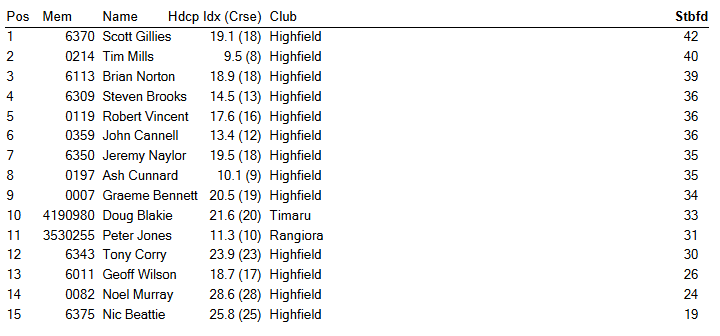 Pos Mem Name Hdcp Idx (Crse) Club Stbfd
1 6370 Scott Gillies 19.1 (18) Highfield 42
2 0214 Tim Mills 9.5 (8) Highfield 40
3 6113 Brian Norton 18.9 (18) Highfield 39
4 6309 Steven Brooks 14.5 (13) Highfield 36
5 0119 Robert Vincent 17.6 (16) Highfield 36
6 0359 John Cannell 13.4 (12) Highfield 36
7 6350 Jeremy Naylor 19.5 (18) Highfield 35
8 0197 Ash Cunnard 10.1 (9) Highfield 35
9 0007 Graeme Bennett 20.5 (19) Highfield 34
10 4190980 Doug Blakie 21.6 (20) Timaru 33
11 3530255 Peter Jones 11.3 (10) Rangiora 31
12 6343 Tony Corry 23.9 (23) Highfield 30
13 6011 Geoff Wilson 18.7 (17) Highfield 26
14 0082 Noel Murray 28.6 (28) Highfield 24
15 6375 Nic Beattie 25.8 (25) Highfield 19